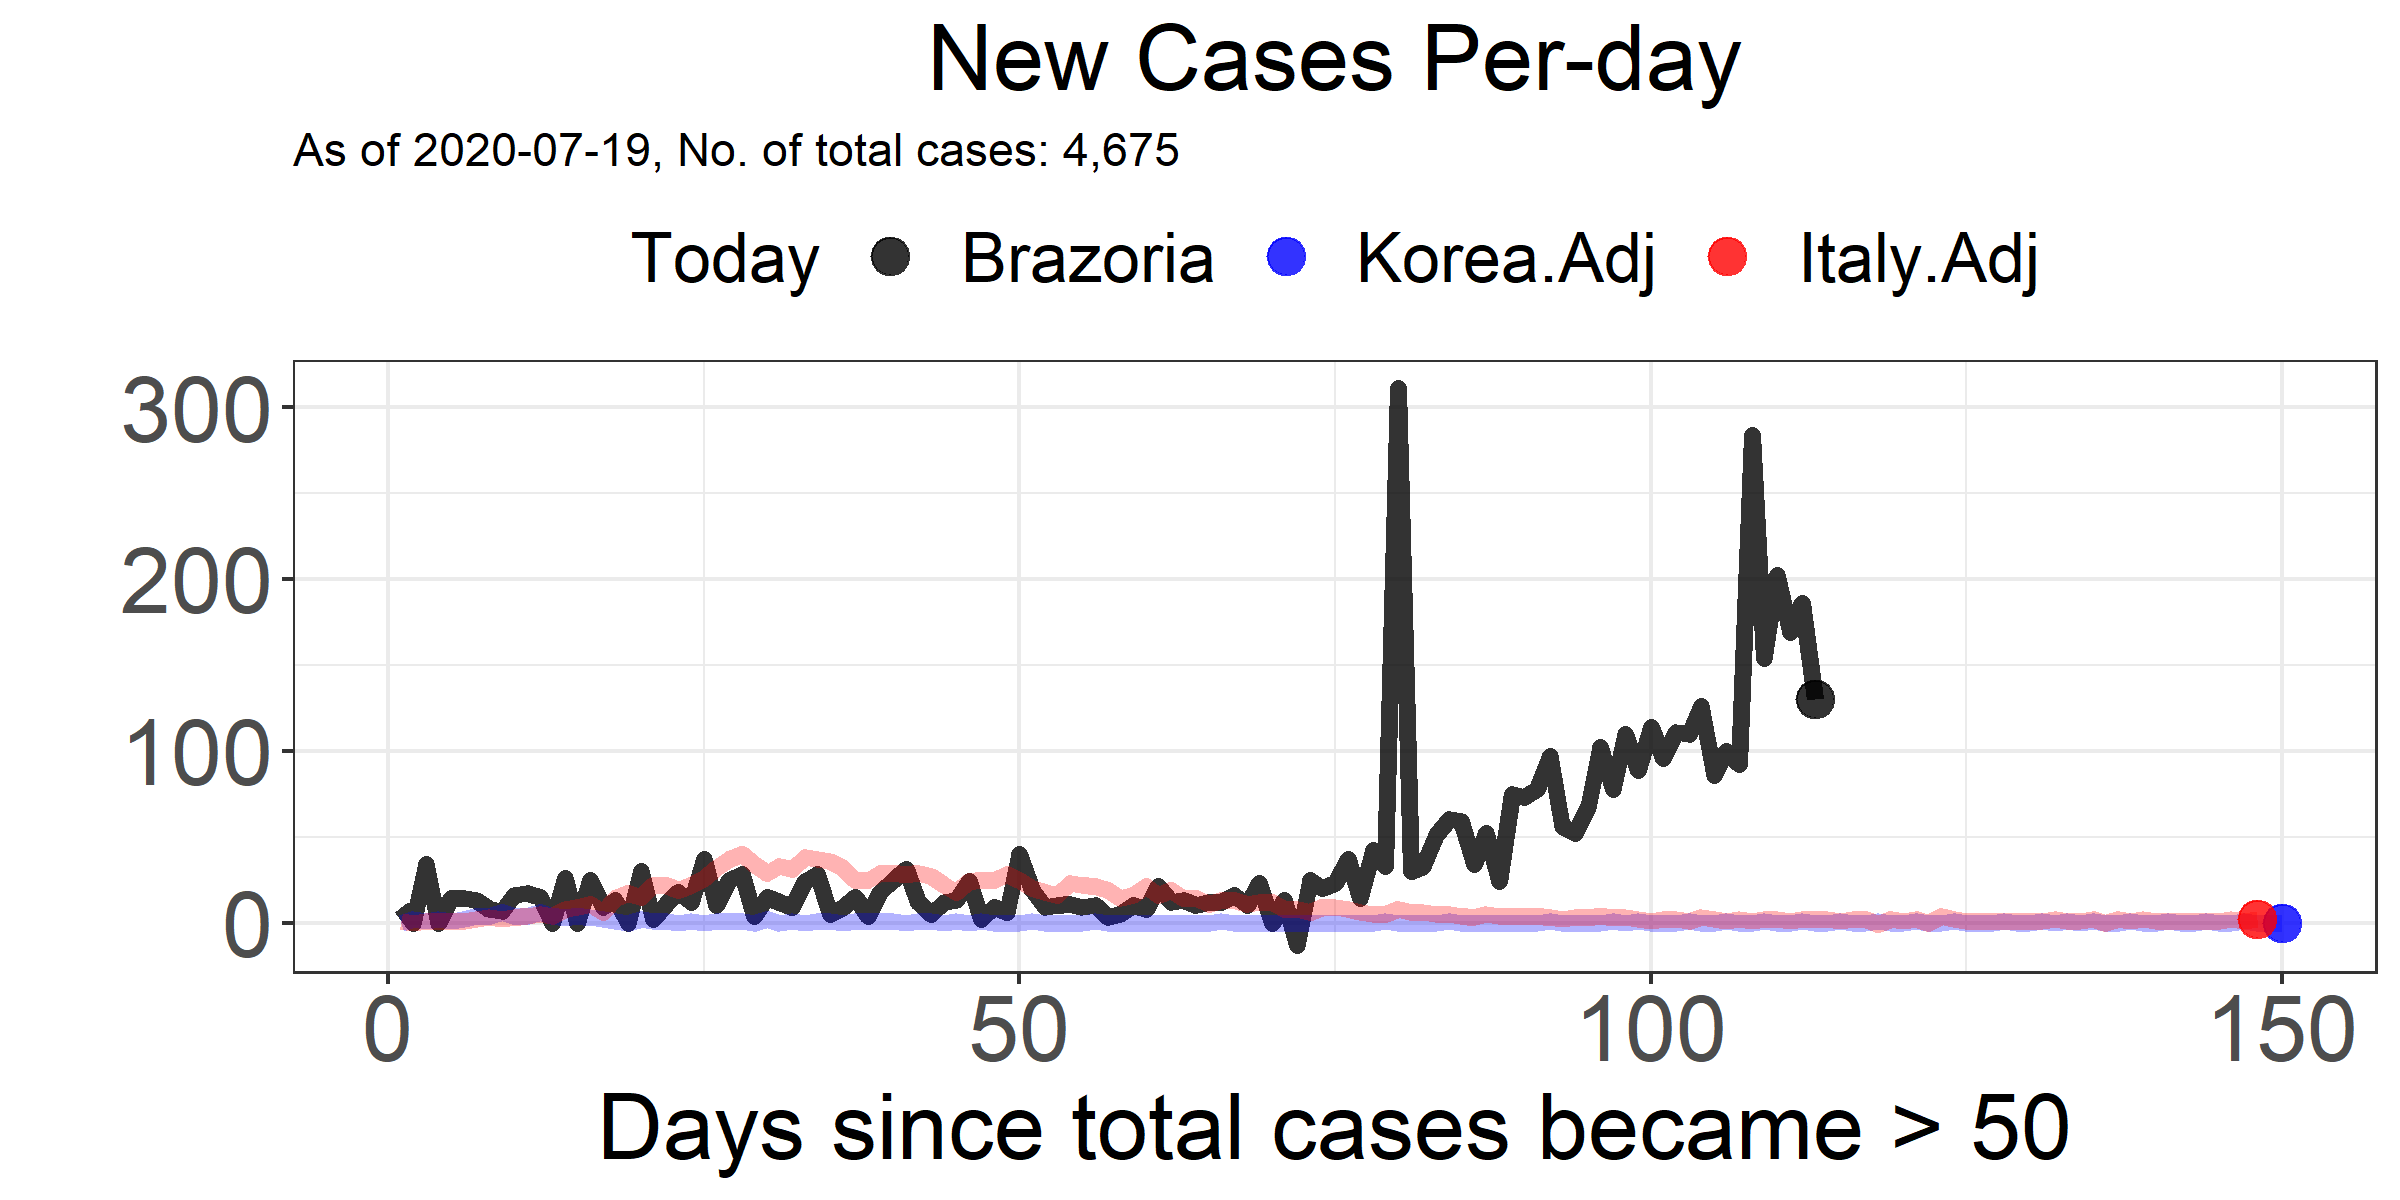 New Cases Per-day
As of 2020-07-19, No. of total cases: 4,675
Today Brazoria Korea.Adj Italy.Adj
300
200
100
0
0 50 100 150
Days since total cases became > 50